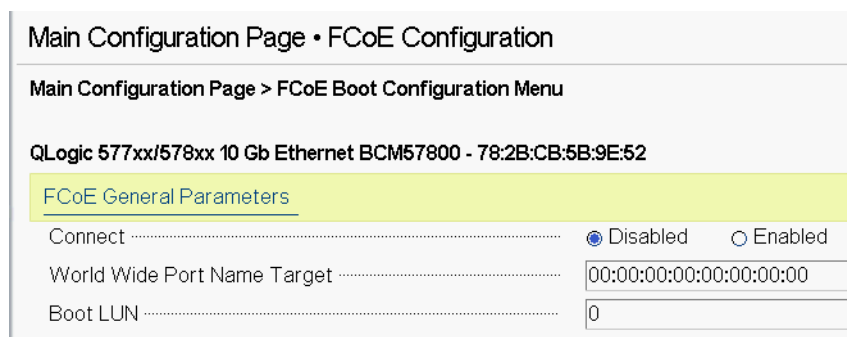 Main Configuration Page • FCoE Configuration
Main Configuration Page > FCoE Boot Configuration Menu
QLogic 577xx/578xx 10 Gb Ethernet BCM57800 - 78:2B:CB:5B:9E:52
FCoE General Parameters
Connect Disabled Enabled
World Wide Port Name Target 00:00:00:00:00:00:00:00
Boot LUN 0